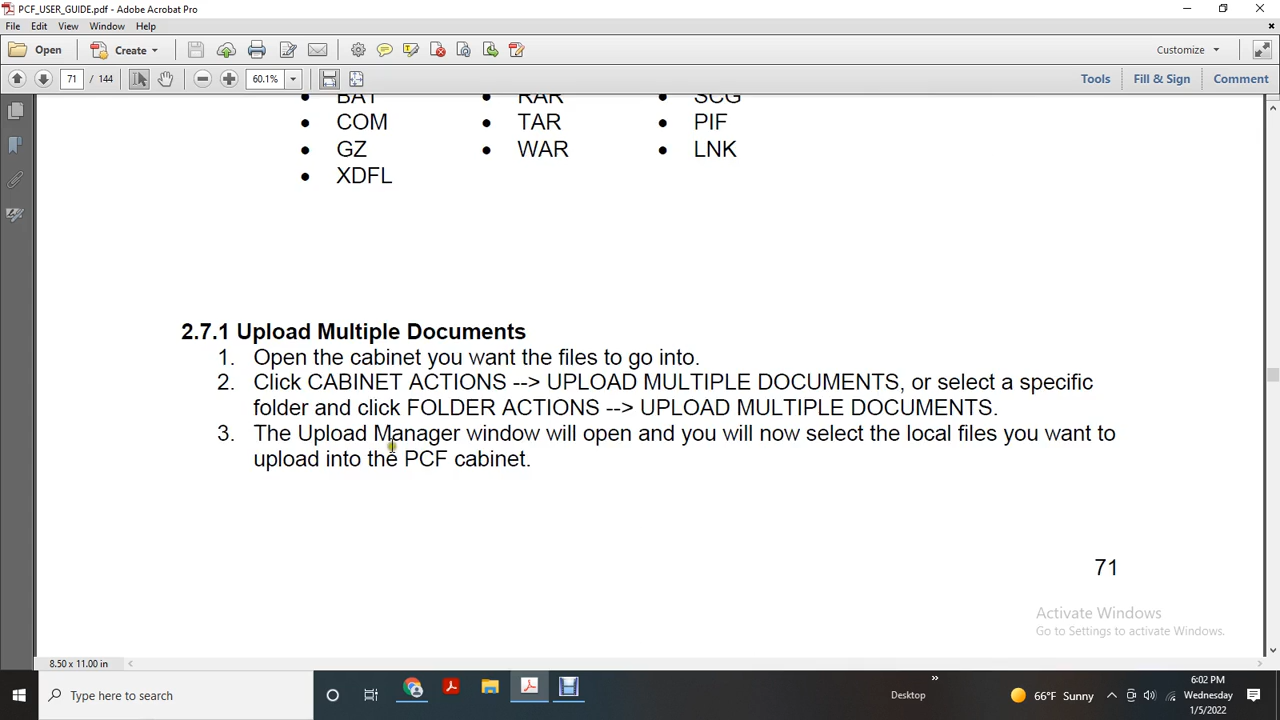 PCF_USER_GUIDE.pdf - Adobe Acrobat Pro
File Edit View Window Help
Open Create Customize
71 / 144 60.1% Tools Fill & Sign Comment
• BAT • RAR • SCG
• COM • TAR • PIF
• GZ • WAR • LNK
• XDFL
2.7.1 Upload Multiple Documents
1. Open the cabinet you want the files to go into.
2. Click CABINET ACTIONS --> UPLOAD MULTIPLE DOCUMENTS, or select a specific
folder and click FOLDER ACTIONS --> UPLOAD MULTIPLE DOCUMENTS.
3. The Upload Manager window will open and you will now select the local files you want to
upload into the PCF cabinet.
71
Activate Windows
Go to Settings to activate Windows.
8.50 x 11.00 in
Type here to search Desktop » 66°F Sunny 6:02 PM
Wednesday
1/5/2022